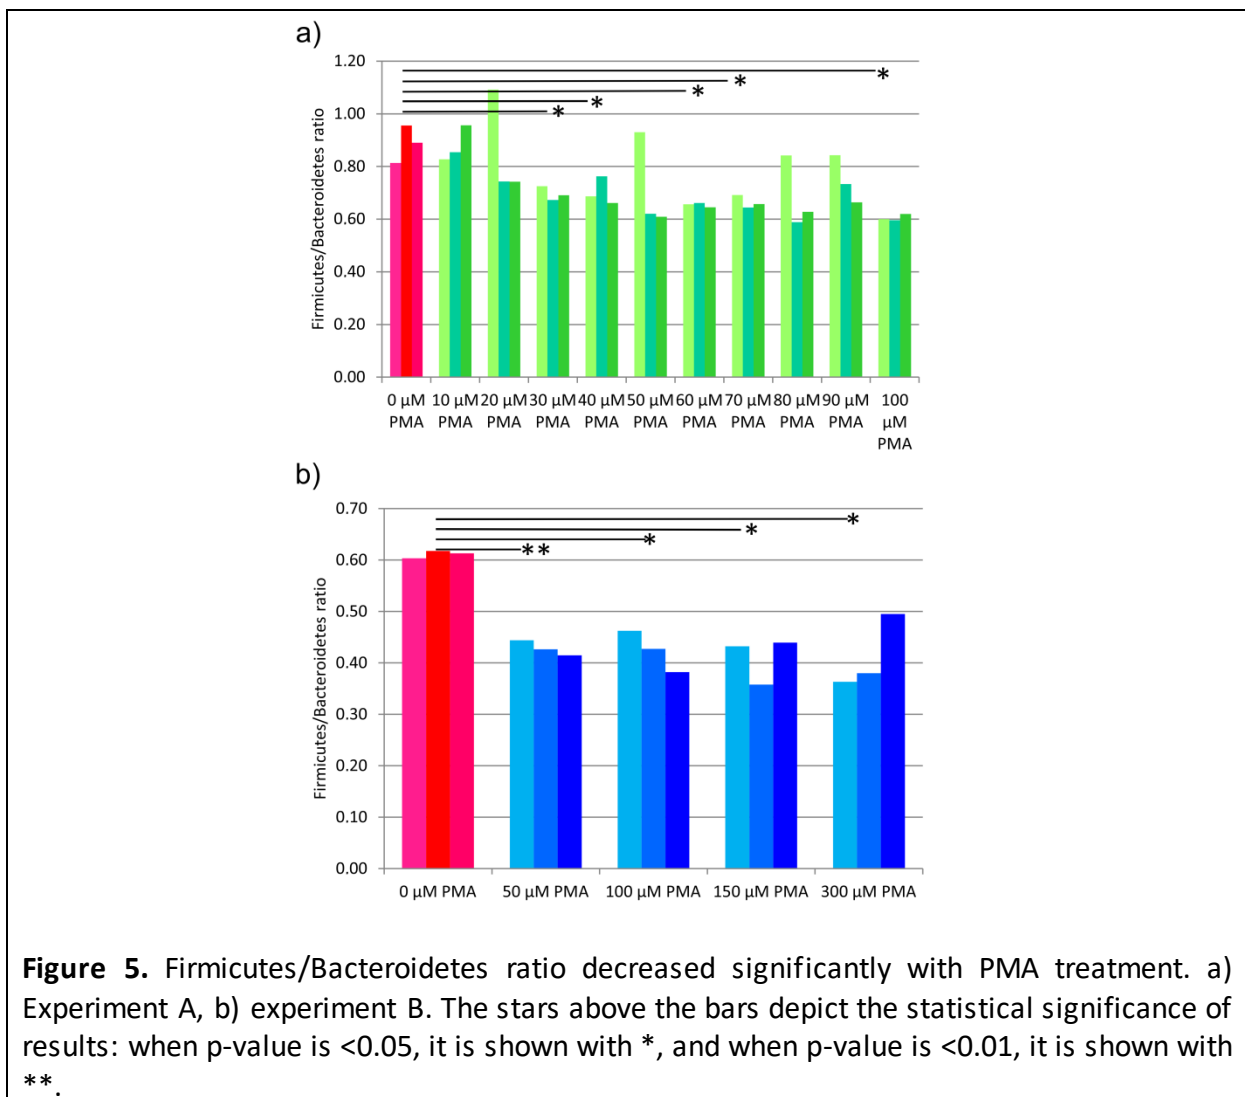 a)
1.20
1.00
0.80
0.60
0.40
0.20
0.00
Firmicutes/Bacteroidetes ratio
*
*
*
*
*
0 µM 10 µM 20 µM 30 µM 40 µM 50 µM 60 µM 70 µM 80 µM 90 µM 100
PMA PMA PMA PMA PMA PMA PMA PMA PMA PMA µM
PMA
b)
0.70
0.60
0.50
0.40
0.30
0.20
0.10
0.00
Firmicutes/Bacteroidetes ratio
*
*
*
**
0 µM PMA 50 µM PMA 100 µM PMA 150 µM PMA 300 µM PMA
Figure 5. Firmicutes/Bacteroidetes ratio decreased significantly with PMA treatment. a)
Experiment A, b) experiment B. The stars above the bars depict the statistical significance of
results: when p-value is <0.05, it is shown with *, and when p-value is <0.01, it is shown with
**.